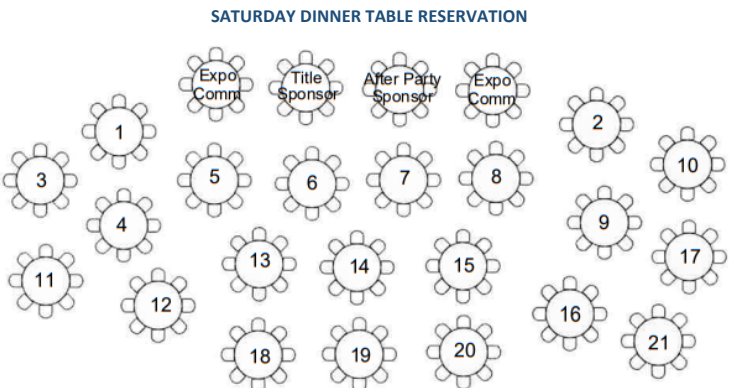 SATURDAY DINNER TABLE RESERVATION
Expo
Comm
Title
Sponsor
After Party
Sponsor
Expo
Comm
1
2
3
4
5
6
7
8
9
10
11
12
13
14
15
16
17
18
19
20
21